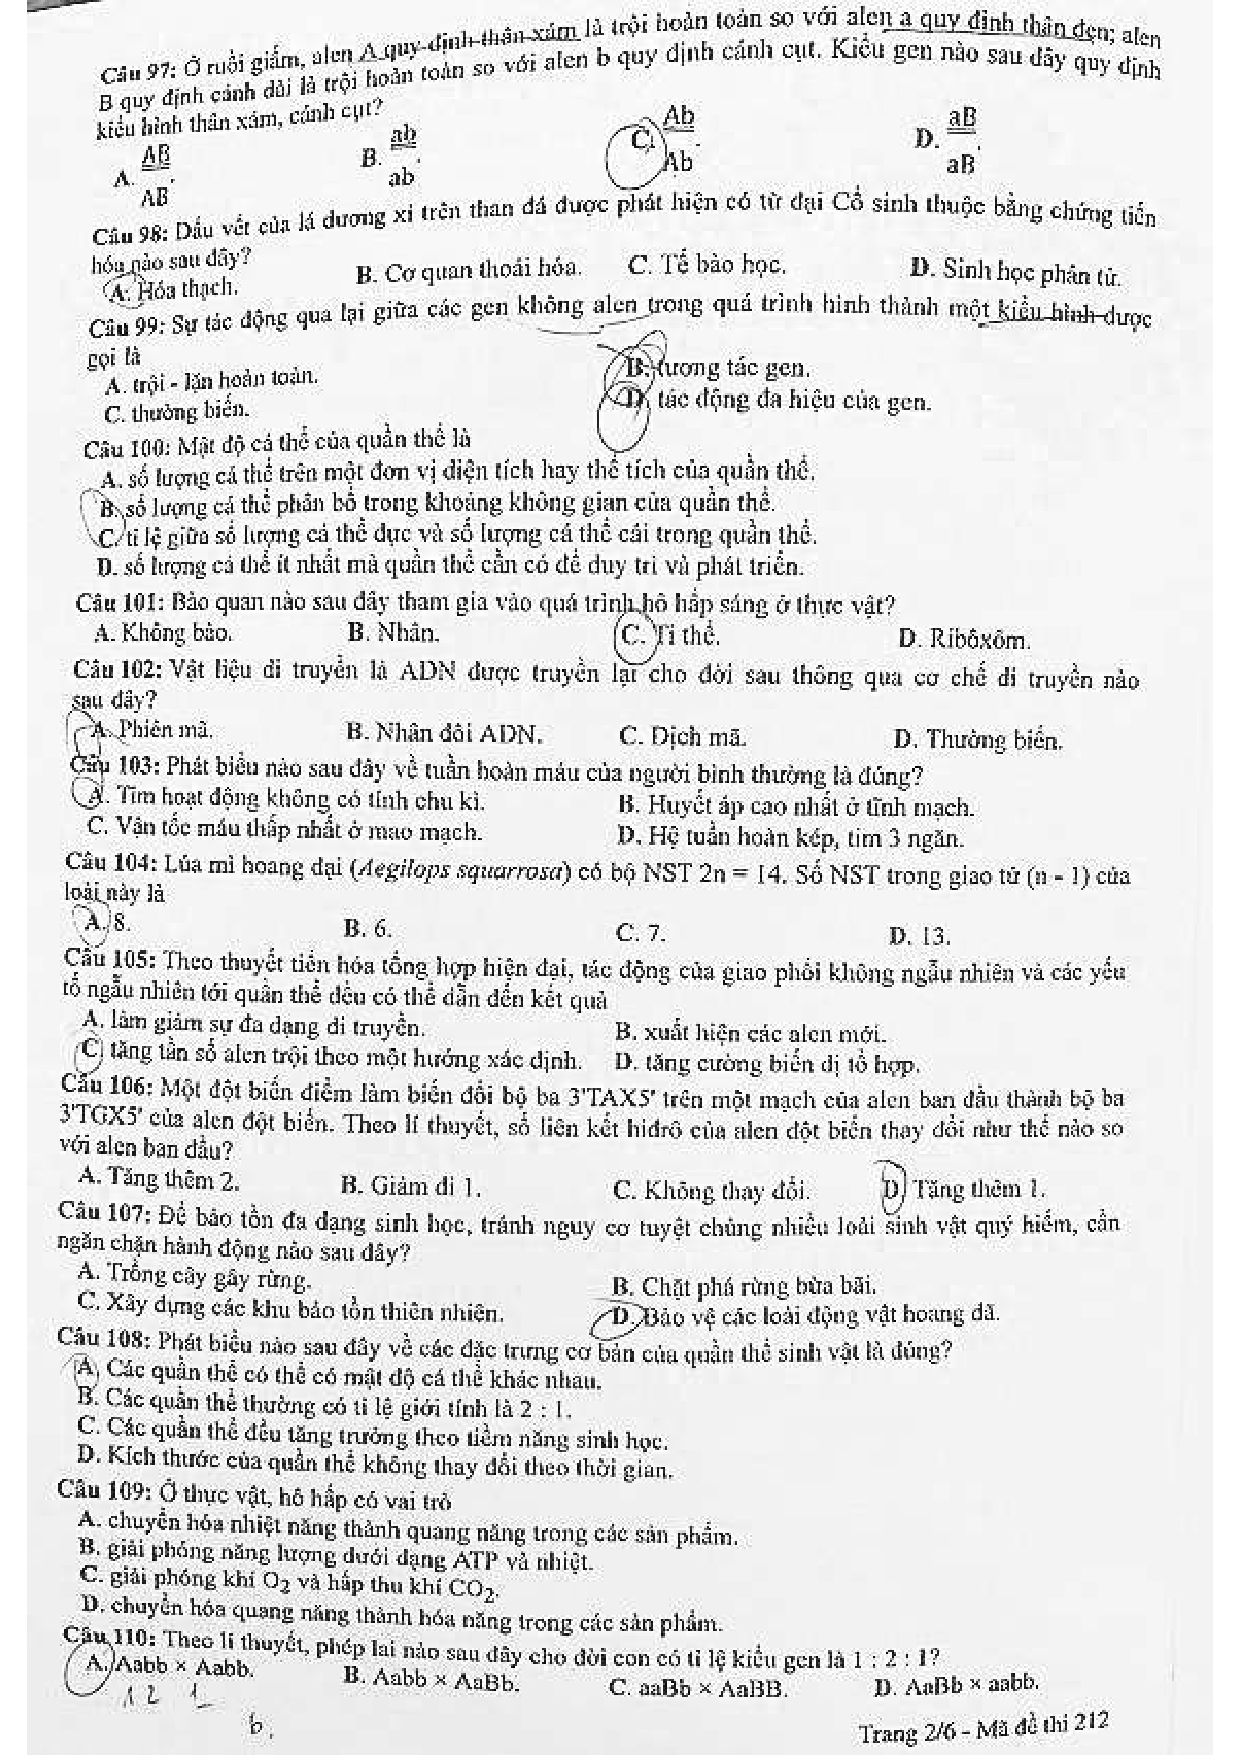 Câu 97: Ở ruồi giấm, alen A quy định thân xám là trội hoàn toàn so với alen a quy định thân đen; alen
B quy định cánh dài là trội hoàn toàn so với alen b quy định cánh cụt. Kiểu gen nào sau đây quy định
kiểu hình thân xám, cánh cụt?
A. AB/AB. B. ab/ab. C. Ab/Ab. D. aB/aB.
Câu 98: Dấu vết của lá dương xỉ trên than đá được phát hiện có từ đại Cổ sinh thuộc bằng chứng tiến
hóa nào sau đây?
A. Hóa thạch. B. Cơ quan thoái hóa. C. Tế bào học. D. Sinh học phân tử.
Câu 99: Sự tác động qua lại giữa các gen không alen trong quá trình hình thành một kiểu hình được
gọi là
A. trội - lặn hoàn toàn. B. tương tác gen.
C. thường biến. D. tác động đa hiệu của gen.
Câu 100: Mật độ cá thể của quần thể là
A. số lượng cá thể trên một đơn vị diện tích hay thể tích của quần thể.
B. số lượng cá thể phân bố trong khoảng không gian của quần thể.
C. tỉ lệ giữa số lượng cá thể đực và số lượng cá thể cái trong quần thể.
D. số lượng cá thể ít nhất mà quần thể cần có để duy trì và phát triển.
Câu 101: Bào quan nào sau đây tham gia vào quá trình hô hấp sáng ở thực vật?
A. Không bào. B. Nhân. C. Ti thể. D. Ribôxôm.
Câu 102: Vật liệu di truyền là ADN được truyền lại cho đời sau thông qua cơ chế di truyền nào
sau đây?
A. Phiên mã. B. Nhân đôi ADN. C. Dịch mã. D. Thường biến.
Câu 103: Phát biểu nào sau đây về tuần hoàn máu của người bình thường là đúng?
A. Tim hoạt động không có tính chu kì. B. Huyết áp cao nhất ở tĩnh mạch.
C. Vận tốc máu thấp nhất ở mao mạch. D. Hệ tuần hoàn kép, tim 3 ngăn.
Câu 104: Lúa mì hoang dại (Aegilops squarrosa) có bộ NST 2n = 14. Số NST trong giao tử (n - 1) của
loài này là
A. 8. B. 6. C. 7. D. 13.
Câu 105: Theo thuyết tiến hóa tổng hợp hiện đại, tác động của giao phối không ngẫu nhiên và các yếu
tố ngẫu nhiên tới quần thể đều có thể dẫn đến kết quả
A. làm giảm sự đa dạng di truyền. B. xuất hiện các alen mới.
C. tăng tần số alen trội theo một hướng xác định. D. tăng cường biến dị tổ hợp.
Câu 106: Một đột biến điểm làm biến đổi bộ ba 3'TAX5' trên một mạch của alen ban đầu thành bộ ba
3'TGX5' của alen đột biến. Theo lí thuyết, số liên kết hiđrô của alen đột biến thay đổi như thế nào so
với alen ban đầu?
A. Tăng thêm 2. B. Giảm đi 1. C. Không thay đổi. D. Tăng thêm 1.
Câu 107: Để bảo tồn đa dạng sinh học, tránh nguy cơ tuyệt chủng nhiều loài sinh vật quý hiếm, cần
ngăn chặn hành động nào sau đây?
A. Trồng cây gây rừng. B. Chặt phá rừng bừa bãi.
C. Xây dựng các khu bảo tồn thiên nhiên. D. Bảo vệ các loài động vật hoang dã.
Câu 108: Phát biểu nào sau đây về các đặc trưng cơ bản của quần thể sinh vật là đúng?
A. Các quần thể có thể có mật độ cá thể khác nhau.
B. Các quần thể thường có tỉ lệ giới tính là 2 : 1.
C. Các quần thể đều tăng trưởng theo tiềm năng sinh học.
D. Kích thước của quần thể không thay đổi theo thời gian.
Câu 109: Ở thực vật, hô hấp có vai trò
A. chuyển hóa nhiệt năng thành quang năng trong các sản phẩm.
B. giải phóng năng lượng dưới dạng ATP và nhiệt.
C. giải phóng khí O₂ và hấp thu khí CO₂.
D. chuyển hóa quang năng thành hóa năng trong các sản phẩm.
Câu 110: Theo lí thuyết, phép lai nào sau đây cho đời con có tỉ lệ kiểu gen là 1 : 2 : 1?
A. Aabb × Aabb. B. Aabb × AaBb. C. aaBb × AaBB. D. AaBb × aabb.
1 2 1
b.
Trang 2/6 - Mã đề thi 212